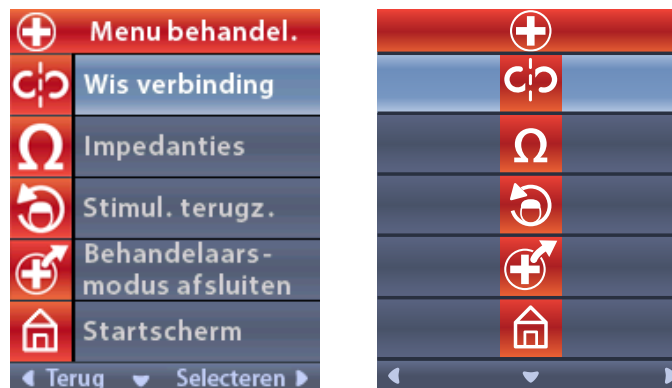 Menu behandel.
Wis verbinding
Ω Impedanties
Stimul. terugz.
Behandelaars-
modus afsluiten
Startscherm
Terug Selecteren
Ω